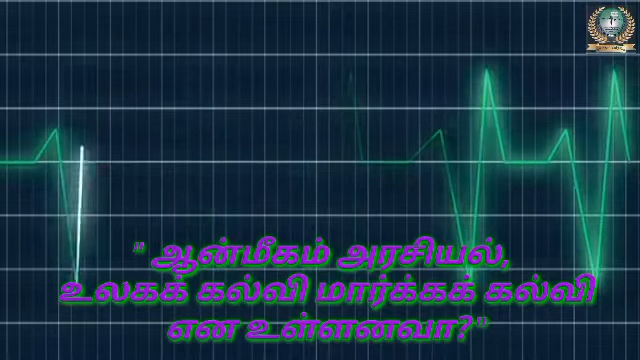 " ஆன்மீகம் அரசியல்,
உலகக் கல்வி மார்க்கக் கல்வி
என உள்ளனவா? "